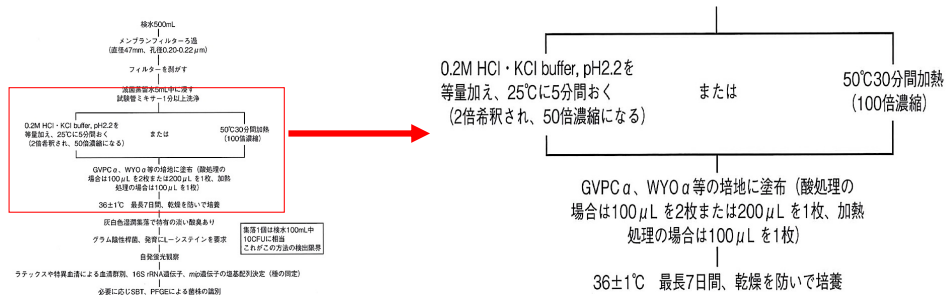 検水500mL
メンブランフィルターろ過
(直径47mm、孔径0.20-0.22μm)
フィルターを剥がす
滅菌蒸留水5mL中に浸す
試験管ミキサー1分以上洗浄
0.2M HCl・KCl buffer, pH2.2を
等量加え、25℃に5分間おく
(2倍希釈され、50倍濃縮になる)
または
50℃30分間加熱
(100倍濃縮)
GVPCα、WYOα等の培地に塗布(酸処理の
場合は100μLを2枚または200μLを1枚、加熱
処理の場合は100μLを1枚)
36±1℃ 最長7日間、乾燥を防いで培養
灰白色湿潤集落で特有の淡い酸臭あり
グラム陰性桿菌、発育にL-システインを要求
集落1個は検水100mL中
10CFUに相当
これがこの方法の検出限界
自発蛍光観察
ラテックスや特異血清による血清群別、16S rRNA遺伝子、mip遺伝子の塩基配列決定(種の同定)
必要に応じSBT、PFGEによる菌株の識別
0.2M HCl・KCl buffer, pH2.2を
等量加え、25℃に5分間おく
(2倍希釈され、50倍濃縮になる)
または
50℃30分間加熱
(100倍濃縮)
GVPCα、WYOα等の培地に塗布(酸処理の
場合は100μLを2枚または200μLを1枚、加熱
処理の場合は100μLを1枚)
36±1℃ 最長7日間、乾燥を防いで培養